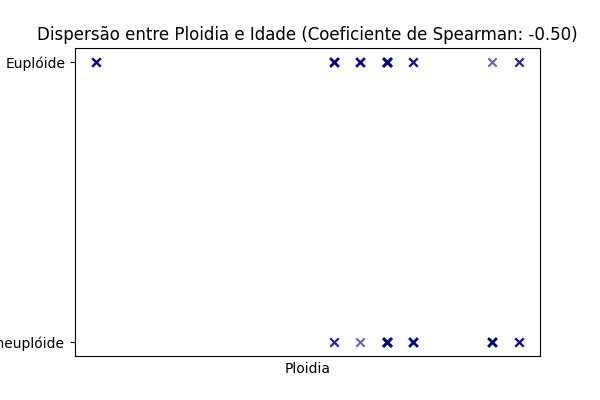 Dispersão entre Ploidia e Idade (Coeficiente de Spearman: -0.50)
Euplóide
neuplóide
Ploidia